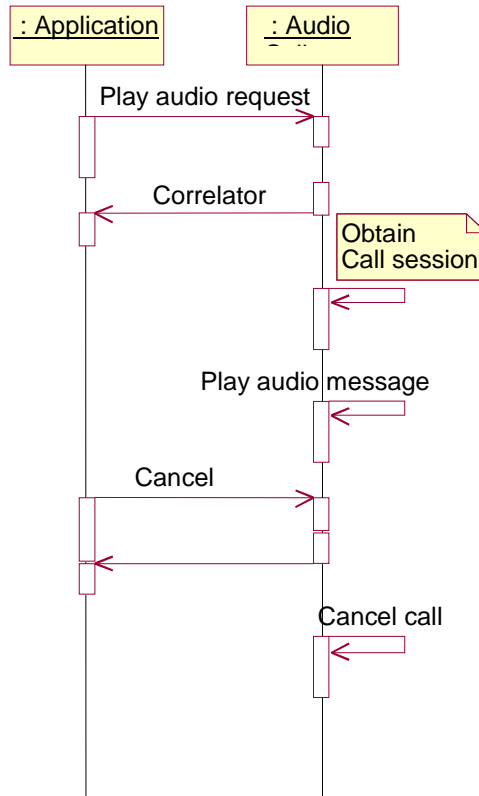 : Application
: Audio
Play audio request
Correlator
Obtain
Call session
Play audio message
Cancel
Cancel call